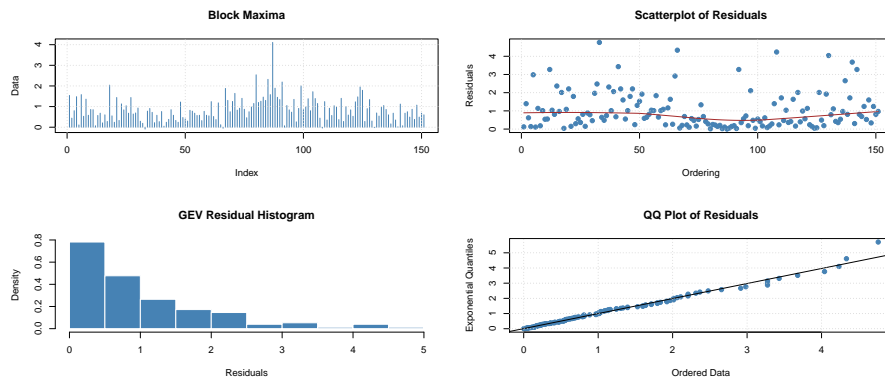 Block Maxima
Data
0 1 2 3 4
0 50 100 150
Index
Scatterplot of Residuals
Residuals
0 1 2 3 4
0 50 100 150
Ordering
GEV Residual Histogram
Density
0.0 0.2 0.4 0.6 0.8
0 1 2 3 4 5
Residuals
QQ Plot of Residuals
Exponential Quantiles
0 1 2 3 4 5
0 1 2 3 4
Ordered Data